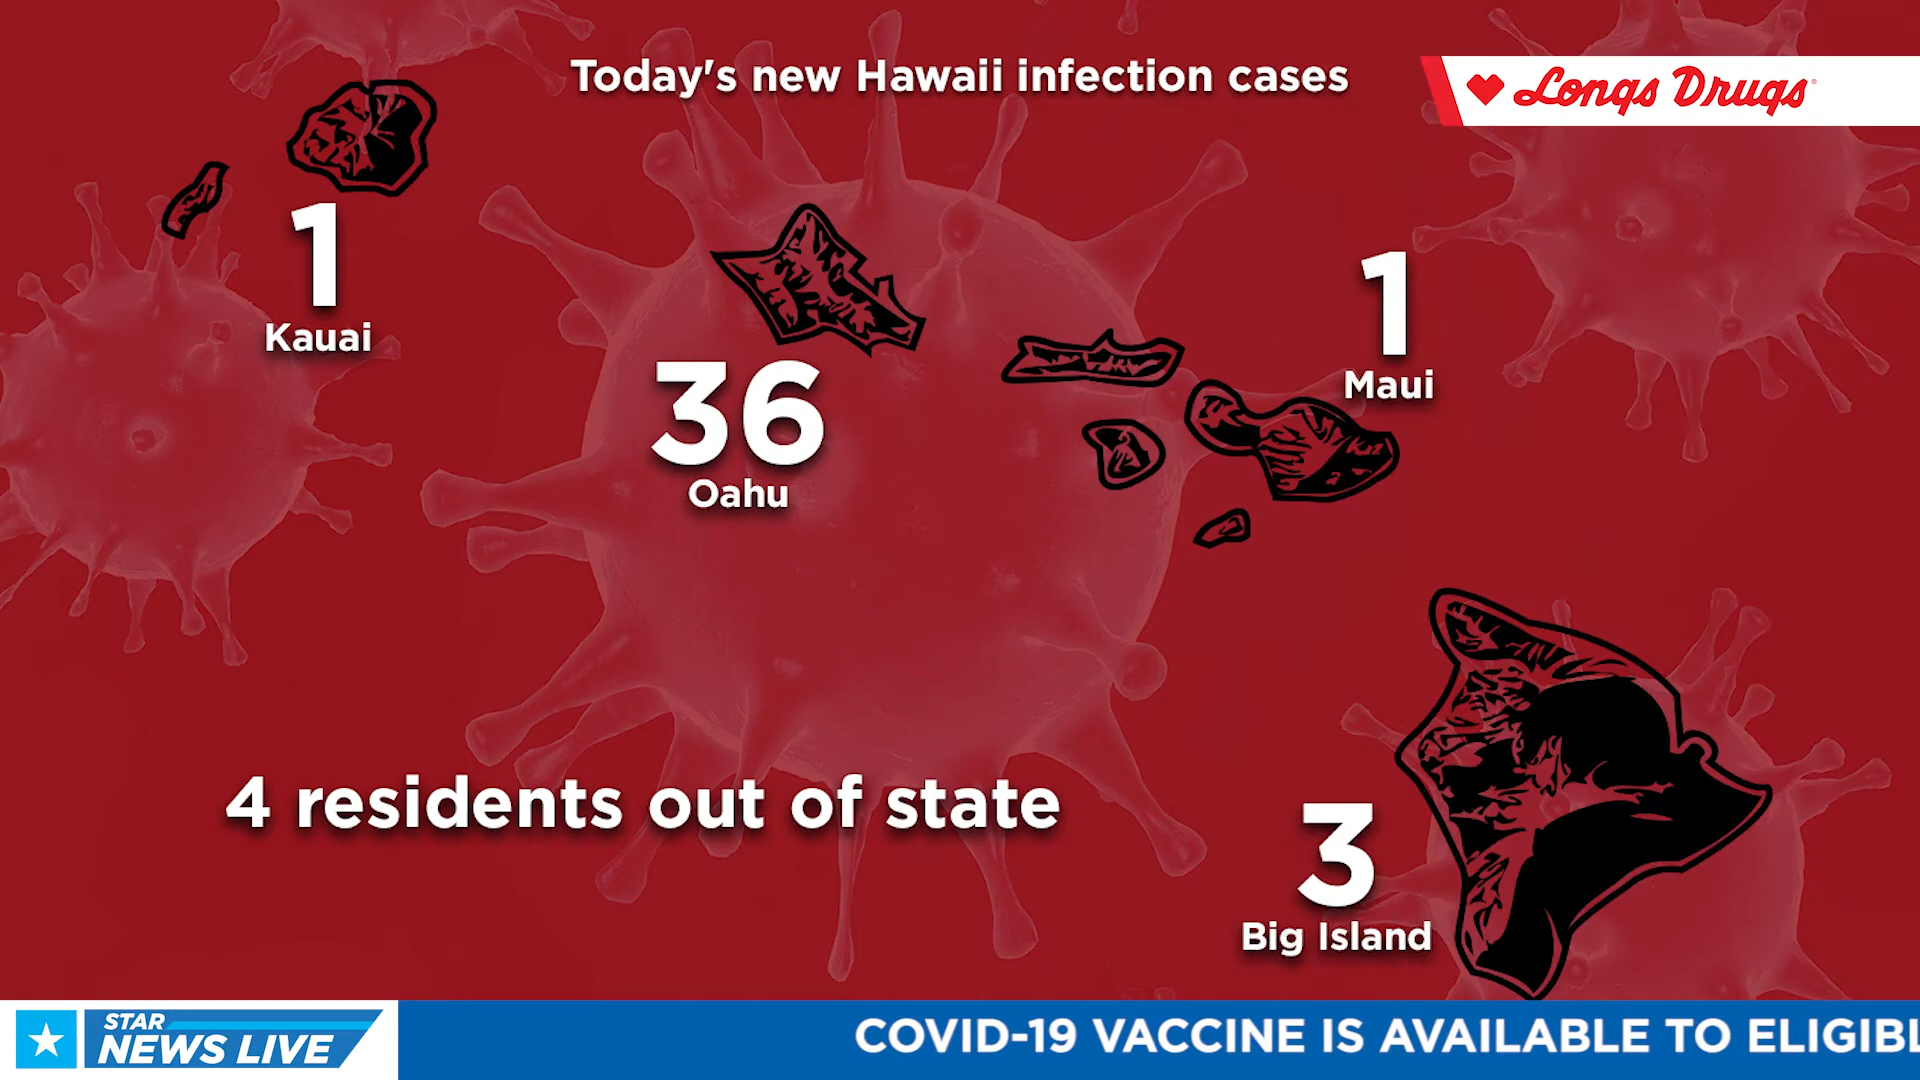 Today's new Hawaii infection cases
Longs Drugs
1
Kauai
36
Oahu
1
Maui
4 residents out of state
3
Big Island
STAR
NEWS LIVE
COVID-19 VACCINE IS AVAILABLE TO ELIGIBL